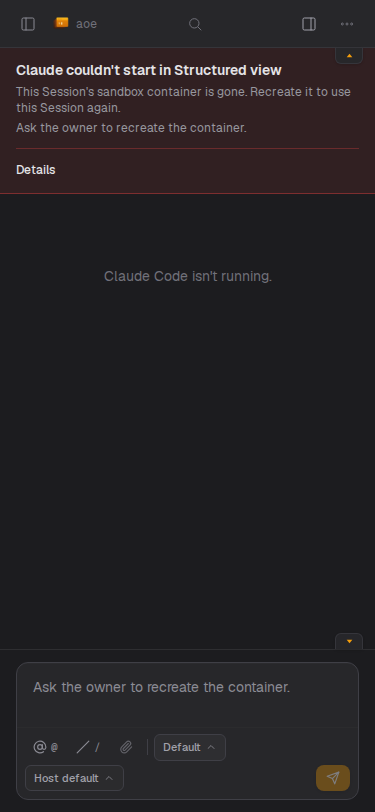 aoe
Claude couldn't start in Structured view
This Session's sandbox container is gone. Recreate it to use
this Session again.
Ask the owner to recreate the container.
Details
Claude Code isn't running.
Ask the owner to recreate the container.
@ @ / Default
Host default